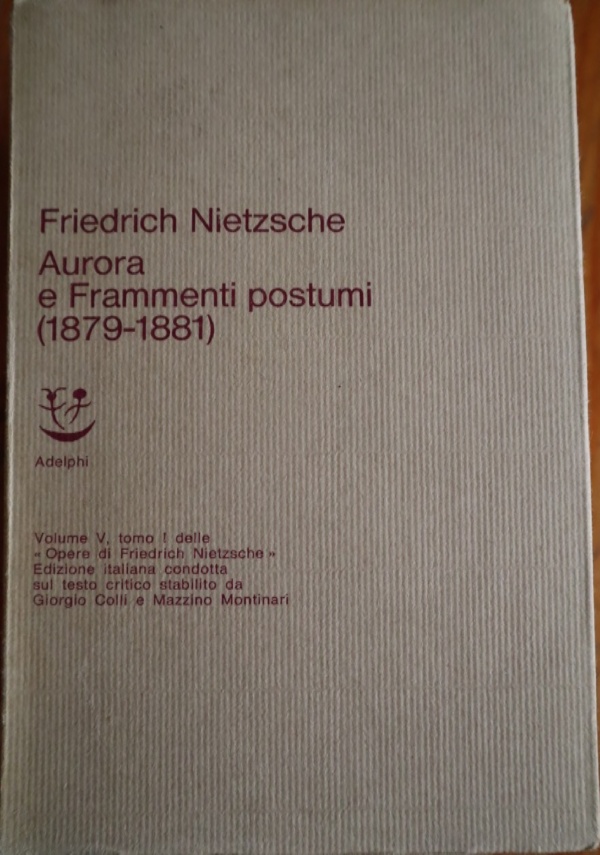 Friedrich Nietzsche
Aurora
e Frammenti postumi
(1879-1881)
Adelphi
Volume V, tomo I delle
« Opere di Friedrich Nietzsche »
Edizione italiana condotta
sul testo critico stabilito da
Giorgio Colli e Mazzino Montinari